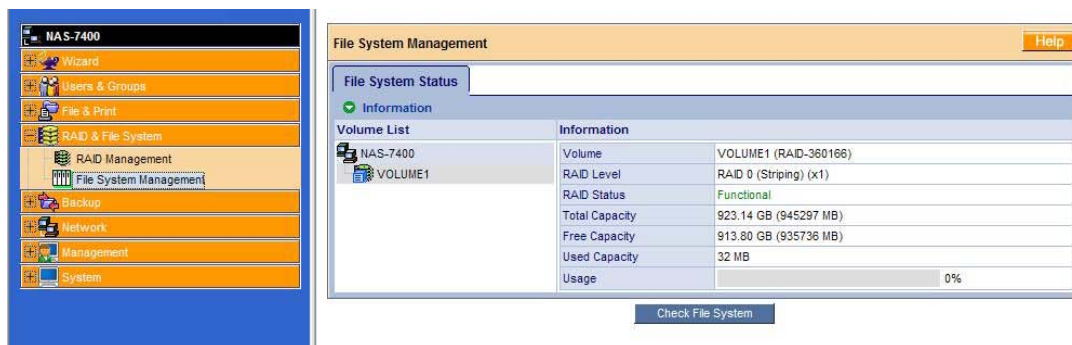 NAS-7400
Wizard
Users & Groups
File & Print
RAID & File System
RAID Management
File System Management
Backup
Network
Management
System
File System Management
Help
File System Status
Information
Volume List
Information
NAS-7400
VOLUME1
Volume VOLUME1 (RAID-360166)
RAID Level RAID 0 (Striping) (x1)
RAID Status Functional
Total Capacity 923.14 GB (945297 MB)
Free Capacity 913.80 GB (935736 MB)
Used Capacity 32 MB
Usage 0%
Check File System